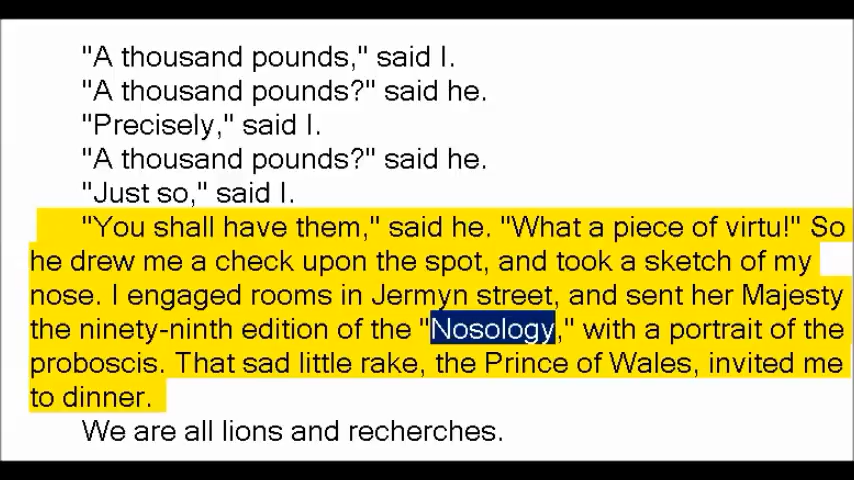 "A thousand pounds," said I.
"A thousand pounds?" said he.
"Precisely," said I.
"A thousand pounds?" said he.
"Just so," said I.
"You shall have them," said he. "What a piece of virtu!" So
he drew me a check upon the spot, and took a sketch of my
nose. I engaged rooms in Jermyn street, and sent her Majesty
the ninety-ninth edition of the "Nosology," with a portrait of the
proboscis. That sad little rake, the Prince of Wales, invited me
to dinner.
We are all lions and recherches.